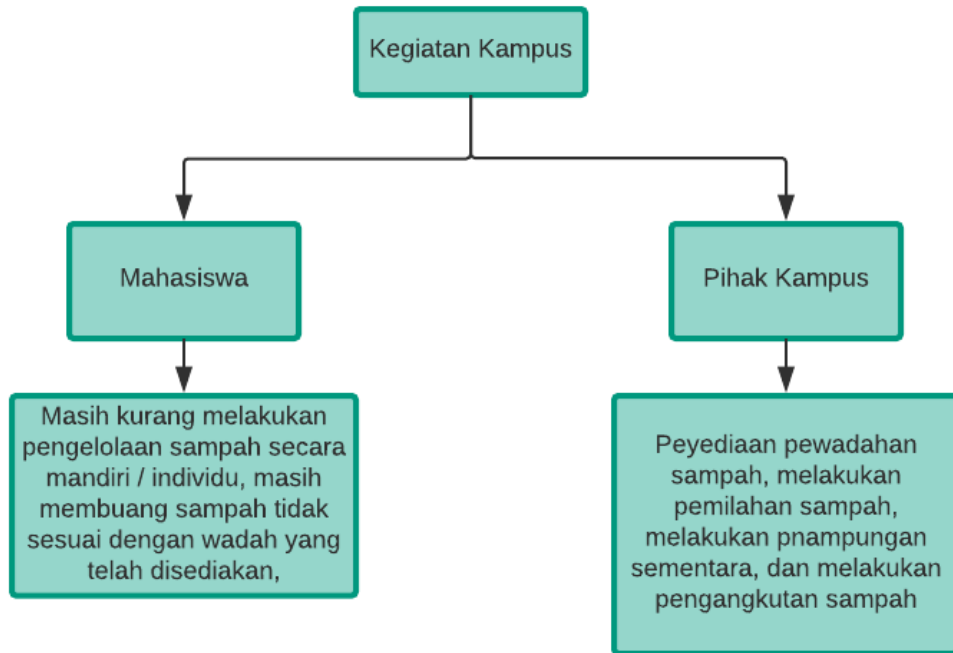 Kegiatan Kampus
Mahasiswa
Pihak Kampus
Masih kurang melakukan
pengelolaan sampah secara
mandiri / individu, masih
membuang sampah tidak
sesuai dengan wadah yang
telah disediakan,
Peyediaan pewadahan
sampah, melakukan
pemilahan sampah,
melakukan pnampungan
sementara, dan melakukan
pengangkutan sampah